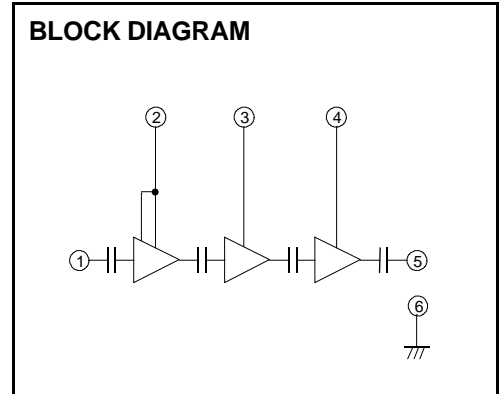 BLOCK DIAGRAM
② ③ ④
① ⑤
⑥